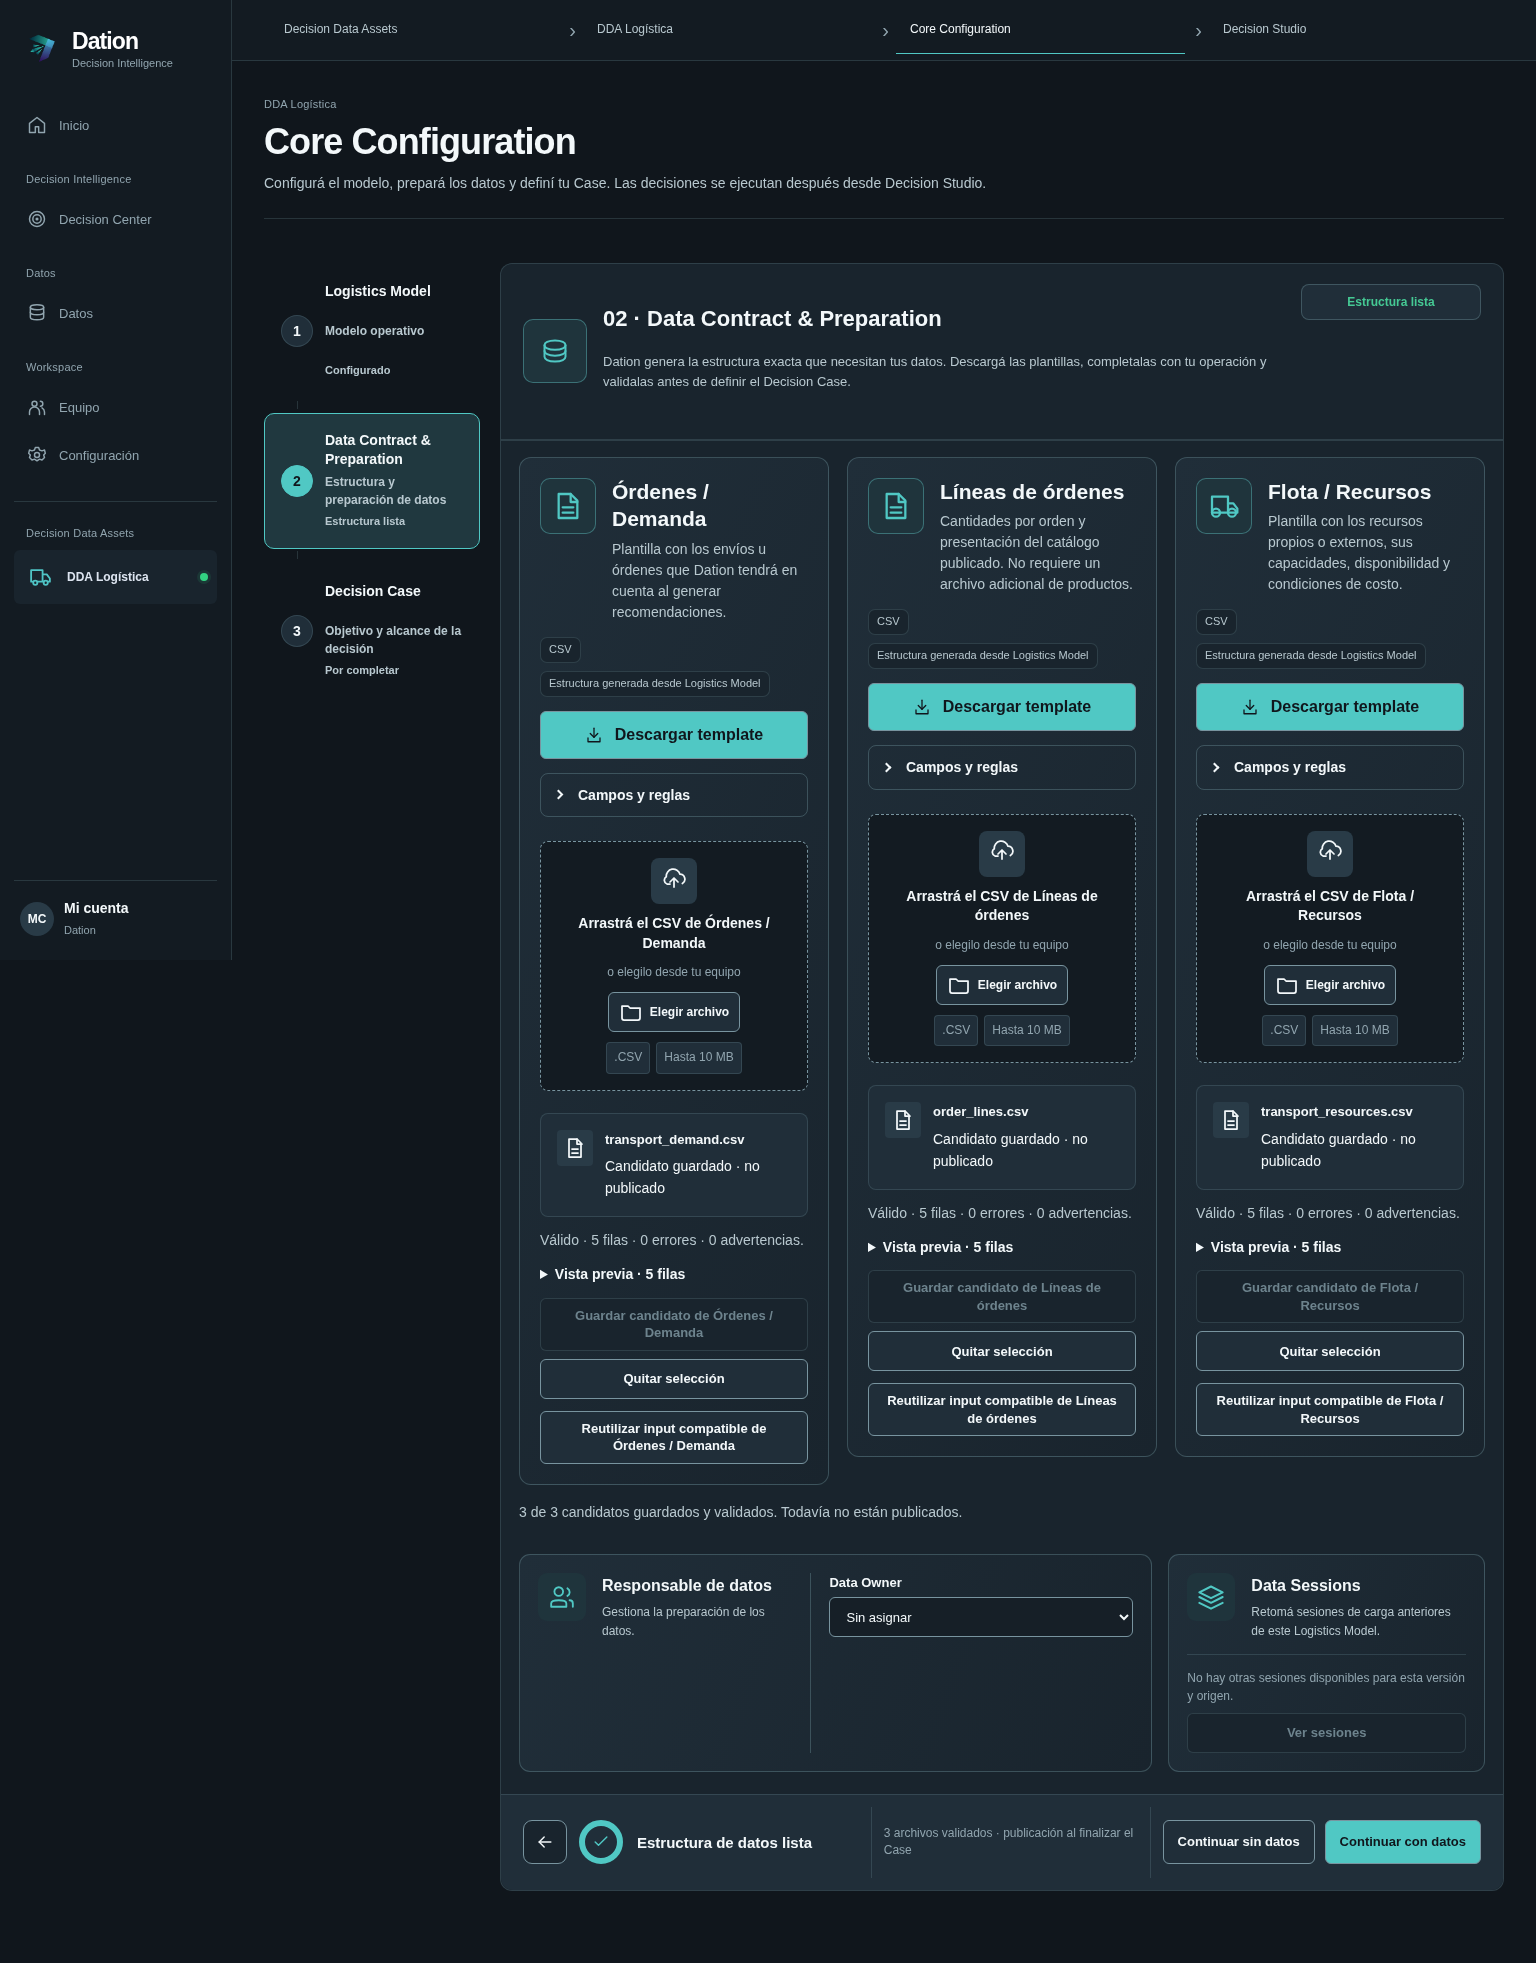 Dation
Decision Intelligence
Inicio
Decision Intelligence
Decision Center
Datos
Datos
Workspace
Equipo
Configuración
Decision Data Assets
DDA Logística
MC
Mi cuenta
Dation
Decision Data Assets
DDA Logística
Core Configuration
Decision Studio
DDA Logística
Core Configuration
Configurá el modelo, prepará los datos y definí tu Case. Las decisiones se ejecutan después desde Decision Studio.
Logistics Model
1
Modelo operativo
Configurado
Data Contract &
Preparation
2
Estructura y
preparación de datos
Estructura lista
Decision Case
3
Objetivo y alcance de la
decisión
Por completar
02 · Data Contract & Preparation
Estructura lista
Dation genera la estructura exacta que necesitan tus datos. Descargá las plantillas, completalas con tu operación y
validalas antes de definir el Decision Case.
Órdenes /
Demanda
Plantilla con los envíos u
órdenes que Dation tendrá en
cuenta al generar
recomendaciones.
CSV
Estructura generada desde Logistics Model
Descargar template
Campos y reglas
Arrastrá el CSV de Órdenes /
Demanda
o elegilo desde tu equipo
Elegir archivo
.CSV
Hasta 10 MB
transport_demand.csv
Candidato guardado · no
publicado
Válido · 5 filas · 0 errores · 0 advertencias.
Vista previa · 5 filas
Guardar candidato de Órdenes /
Demanda
Quitar selección
Reutilizar input compatible de
Órdenes / Demanda
Líneas de órdenes
Cantidades por orden y
presentación del catálogo
publicado. No requiere un
archivo adicional de productos.
CSV
Estructura generada desde Logistics Model
Descargar template
Campos y reglas
Arrastrá el CSV de Líneas de
órdenes
o elegilo desde tu equipo
Elegir archivo
.CSV
Hasta 10 MB
order_lines.csv
Candidato guardado · no
publicado
Válido · 5 filas · 0 errores · 0 advertencias.
Vista previa · 5 filas
Guardar candidato de Líneas de
órdenes
Quitar selección
Reutilizar input compatible de Líneas
de órdenes
Flota / Recursos
Plantilla con los recursos
propios o externos, sus
capacidades, disponibilidad y
condiciones de costo.
CSV
Estructura generada desde Logistics Model
Descargar template
Campos y reglas
Arrastrá el CSV de Flota /
Recursos
o elegilo desde tu equipo
Elegir archivo
.CSV
Hasta 10 MB
transport_resources.csv
Candidato guardado · no
publicado
Válido · 5 filas · 0 errores · 0 advertencias.
Vista previa · 5 filas
Guardar candidato de Flota /
Recursos
Quitar selección
Reutilizar input compatible de Flota /
Recursos
3 de 3 candidatos guardados y validados. Todavía no están publicados.
Responsable de datos
Gestiona la preparación de los
datos.
Data Owner
Sin asignar
Data Sessions
Retomá sesiones de carga anteriores
de este Logistics Model.
No hay otras sesiones disponibles para esta versión
y origen.
Ver sesiones
Estructura de datos lista
3 archivos validados · publicación al finalizar el
Case
Continuar sin datos
Continuar con datos